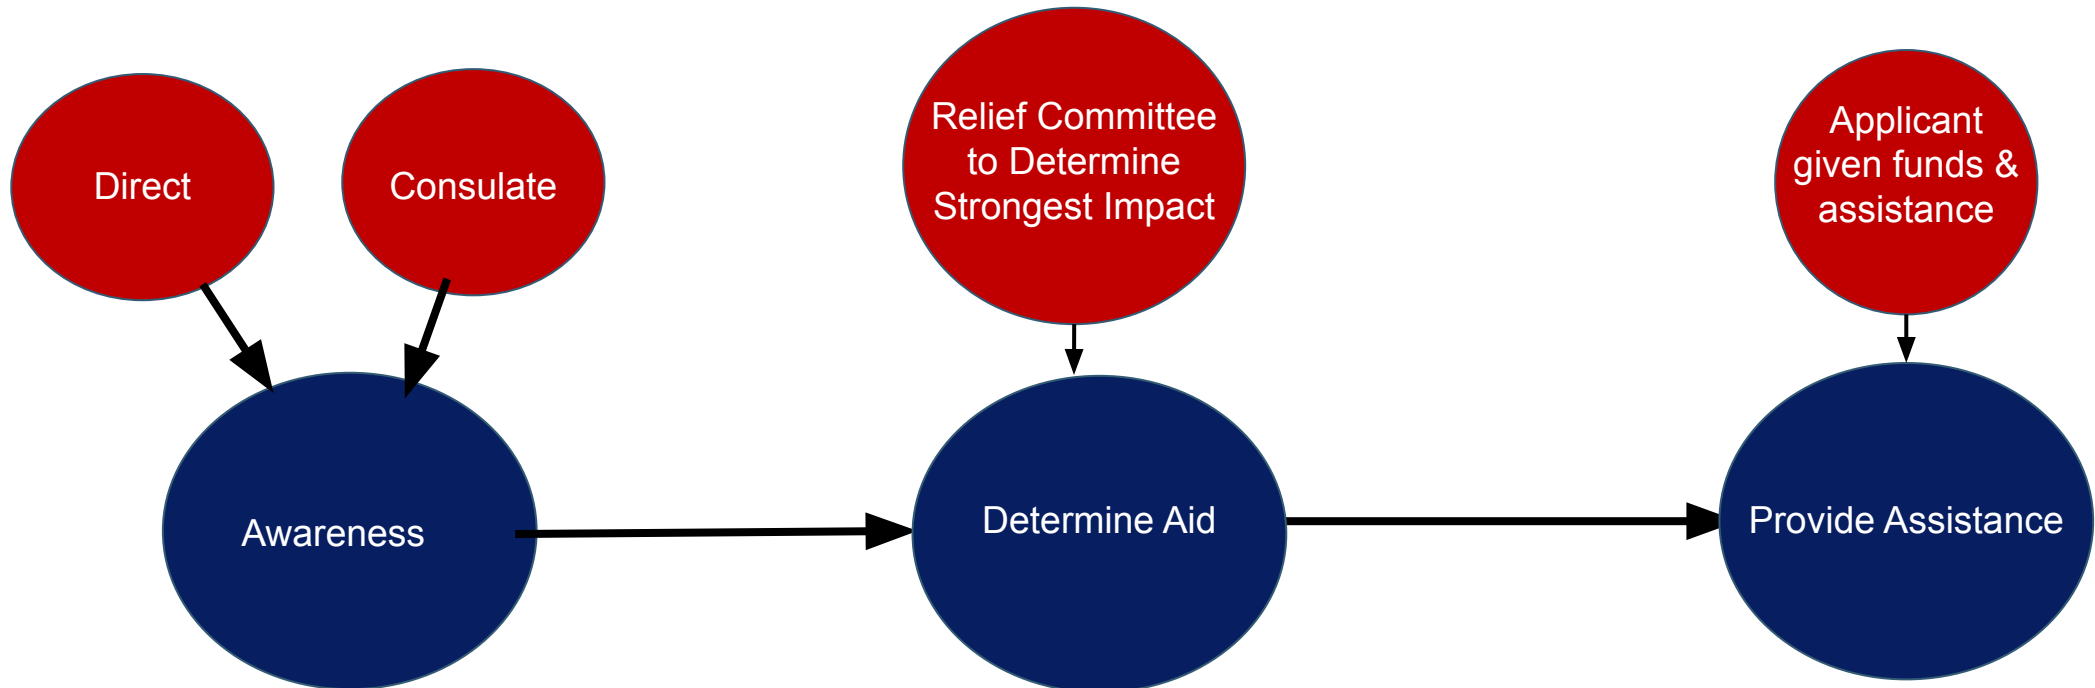 Direct
Consulate
Relief Committee
to Determine
Strongest Impact
Applicant
given funds &
assistance
Awareness
Determine Aid
Provide Assistance